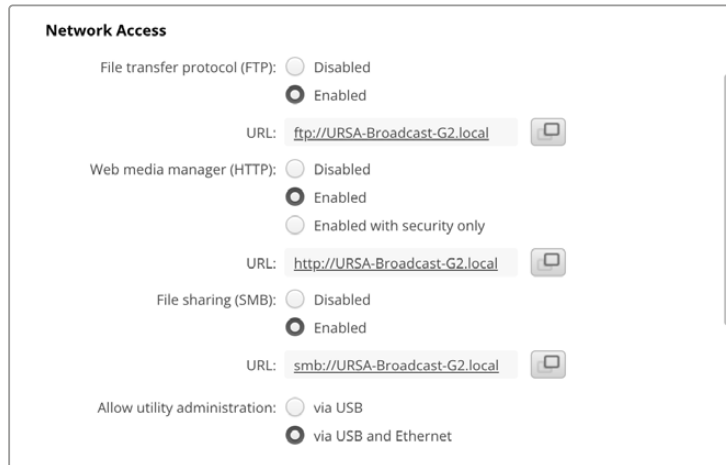 Network Access
File transfer protocol (FTP): Disabled
Enabled
URL: ftp://URSA-Broadcast-G2.local
Web media manager (HTTP): Disabled
Enabled
Enabled with security only
URL: http://URSA-Broadcast-G2.local
File sharing (SMB): Disabled
Enabled
URL: smb://URSA-Broadcast-G2.local
Allow utility administration: via USB
via USB and Ethernet